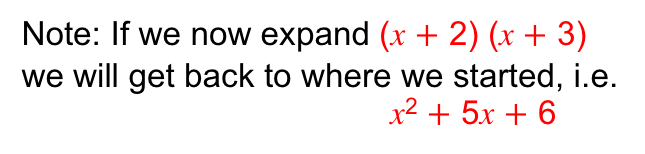 Note: If we now expand (x + 2) (x + 3)
we will get back to where we started, i.e.
x² + 5x + 6